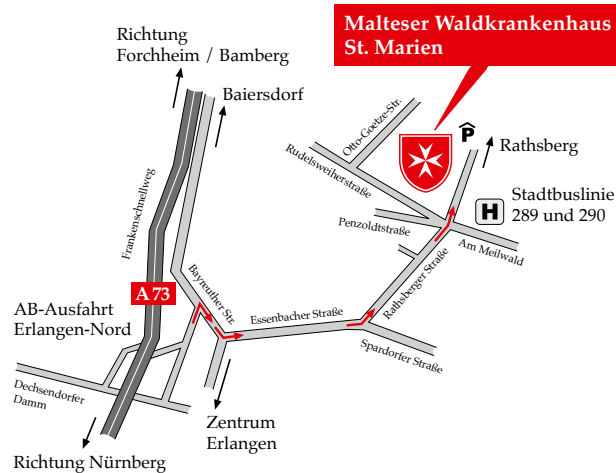 Malteser Waldkrankenhaus
St. Marien
Richtung
Forchheim / Bamberg
Baiersdorf
Otto-Goetze-Str.
Rudelsweiherstraße
P
Rathsberg
H
Stadtbuslinie
289 und 290
Penzoldtstraße
Am Meilwald
Frankenschnellweg
Bayreuther Str.
Rathsberger Straße
A 73
AB-Ausfahrt
Erlangen-Nord
Essenbacher Straße
Spardorfer Straße
Dechsendorfer
Damm
Zentrum
Erlangen
Richtung Nürnberg